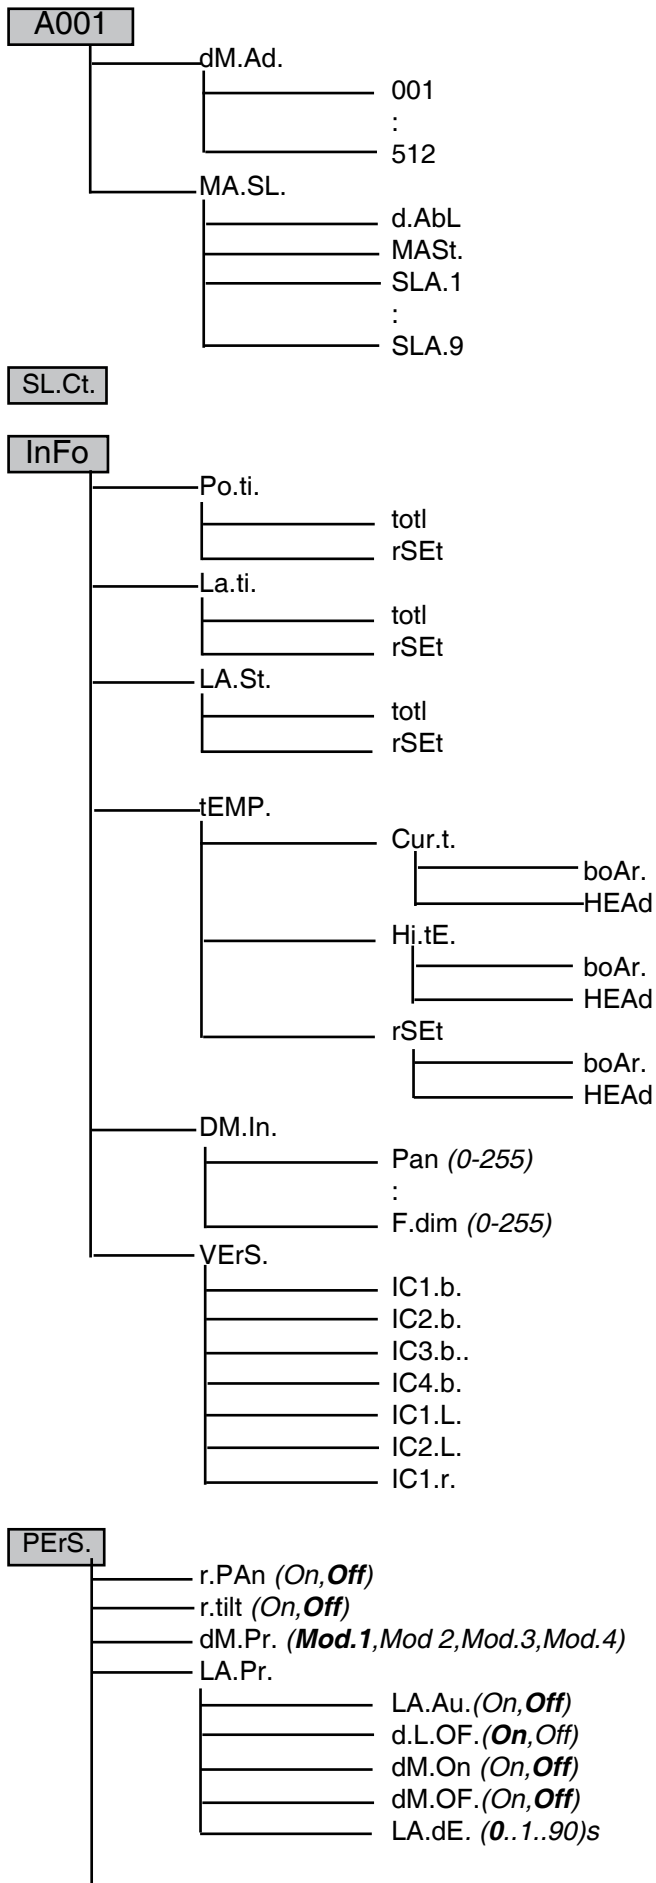 A001
dM.Ad.
001
:
512
MA.SL.
d.AbL
MASt.
SLA.1
:
SLA.9
SL.Ct.
InFo
Po.ti.
totl
rSEt
La.ti.
totl
rSEt
LA.St.
totl
rSEt
tEMP.
Cur.t.
boAr.
HEAd
Hi.tE.
boAr.
HEAd
rSEt
boAr.
HEAd
DM.In.
Pan (0-255)
:
F.dim (0-255)
VErS.
IC1.b.
IC2.b.
IC3.b..
IC4.b.
IC1.L.
IC2.L.
IC1.r.
PErS.
r.PAn (On,Off)
r.tilt (On,Off)
dM.Pr. (Mod.1,Mod 2,Mod.3,Mod.4)
LA.Pr.
LA.Au.(On,Off)
d.L.OF.(On,Off)
dM.On (On,Off)
dM.OF.(On,Off)
LA.dE. (0..1..90)s